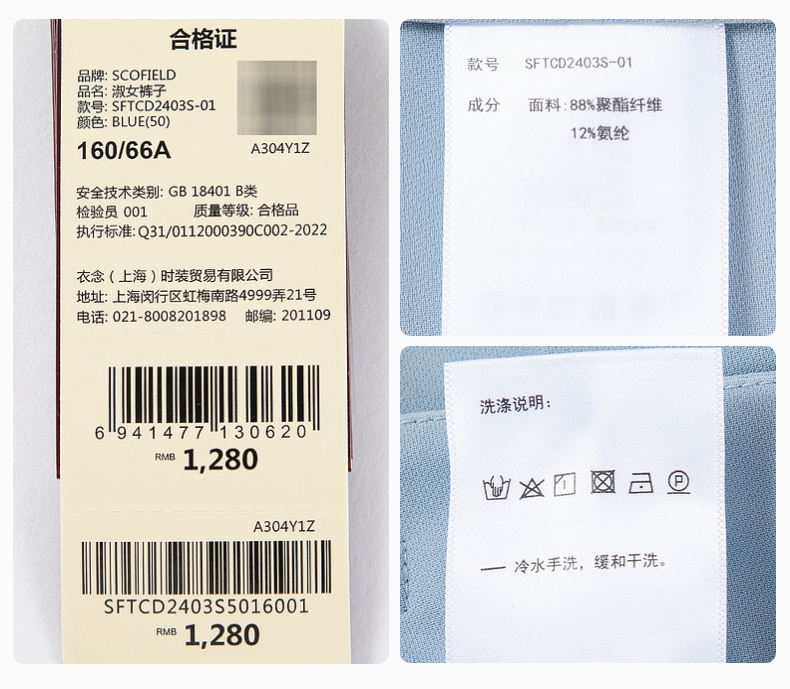 合格证
品牌: SCOFIELD
品名: 淑女裤子
款号: SFTCD2403S-01
颜色: BLUE(50)
160/66A
A304Y1Z
安全技术类别: GB 18401 B类
检验员 001 质量等级: 合格品
执行标准: Q31/0112000390C002-2022
衣念（上海）时装贸易有限公司
地址: 上海闵行区虹梅南路4999弄21号
电话: 021-8008201898 邮编: 201109
6 941477 130620
RMB 1,280
A304Y1Z
SFTCD2403S5016001
RMB 1,280
款号 SFTCD2403S-01
成分 面料:88%聚酯纤维
12%氨纶
洗涤说明:
P
— 冷水手洗，缓和干洗。